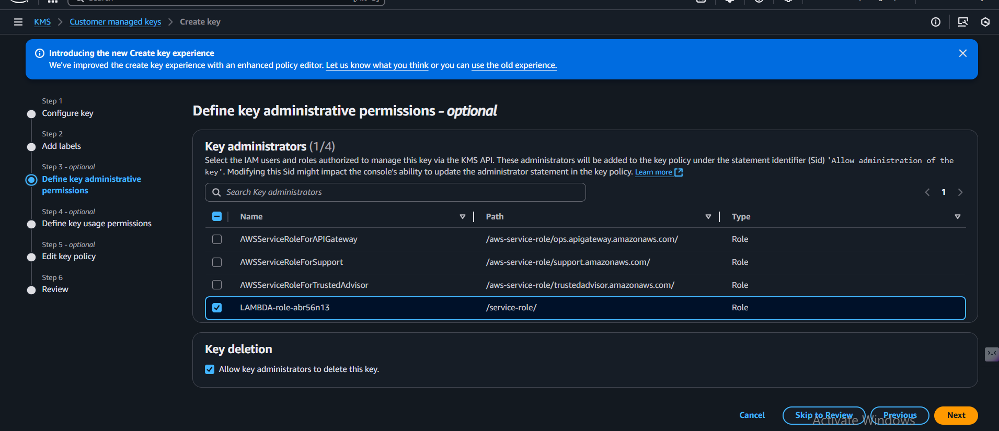 KMS > Customer managed keys > Create key
Introducing the new Create key experience
We've improved the create key experience with an enhanced policy editor. Let us know what you think or you can use the old experience.
Step 1
Configure key
Step 2
Add labels
Step 3 - optional
Define key administrative
permissions
Step 4 - optional
Define key usage permissions
Step 5 - optional
Edit key policy
Step 6
Review
Define key administrative permissions - optional
Key administrators (1/4)
Select the IAM users and roles authorized to manage this key via the KMS API. These administrators will be added to the key policy under the statement identifier (Sid) 'Allow administration of the
key'. Modifying this Sid might impact the console's ability to update the administrator statement in the key policy. Learn more
Search Key administrators
1
Name Path Type
AWSServiceRoleForAPIGateway /aws-service-role/ops.apigateway.amazonaws.com/ Role
AWSServiceRoleForSupport /aws-service-role/support.amazonaws.com/ Role
AWSServiceRoleForTrustedAdvisor /aws-service-role/trustedadvisor.amazonaws.com/ Role
LAMBDA-role-abr56n13 /service-role/ Role
Key deletion
Allow key administrators to delete this key.
Cancel Skip to Review Previous Next
Activate Windows